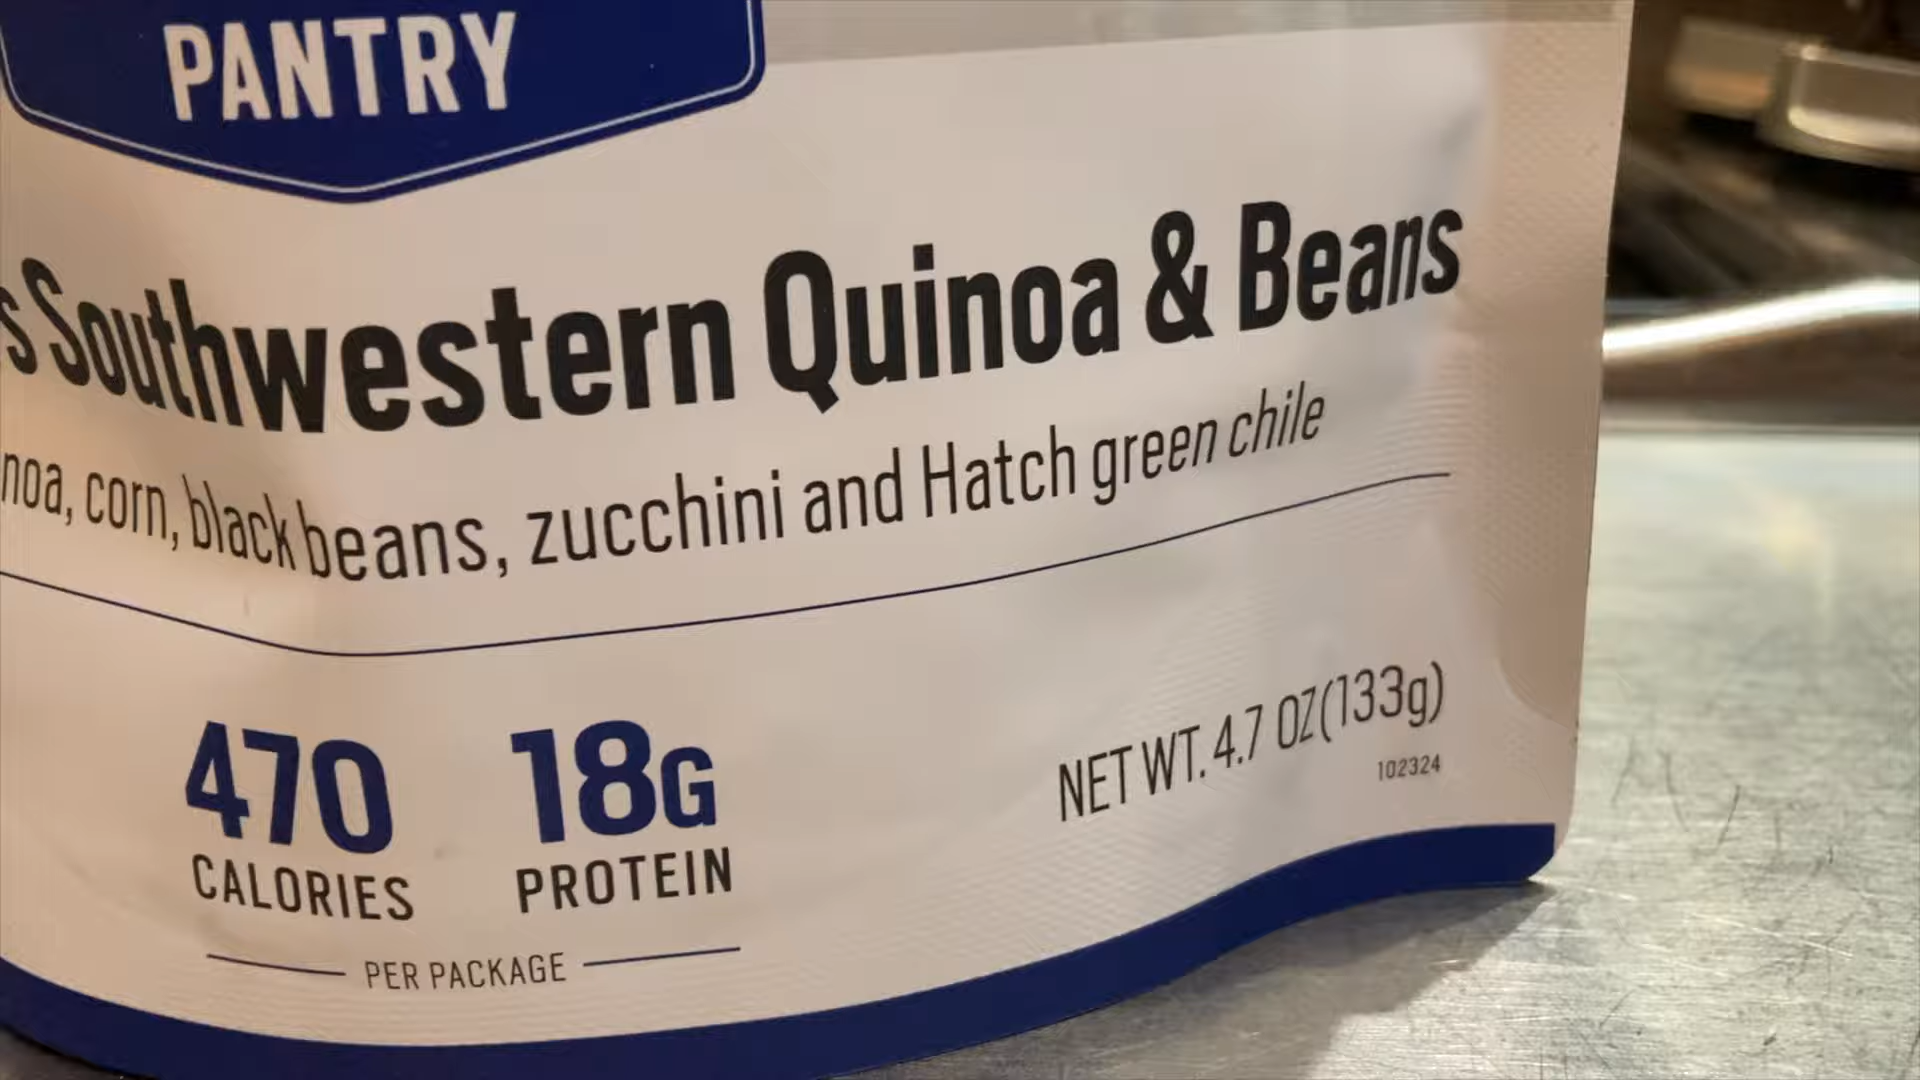 PANTRY
s Southwestern Quinoa & Beans
noa, corn, black beans, zucchini and Hatch green chile
470 18G
CALORIES PROTEIN
PER PACKAGE
NET WT. 4.7 OZ (133g)
102324